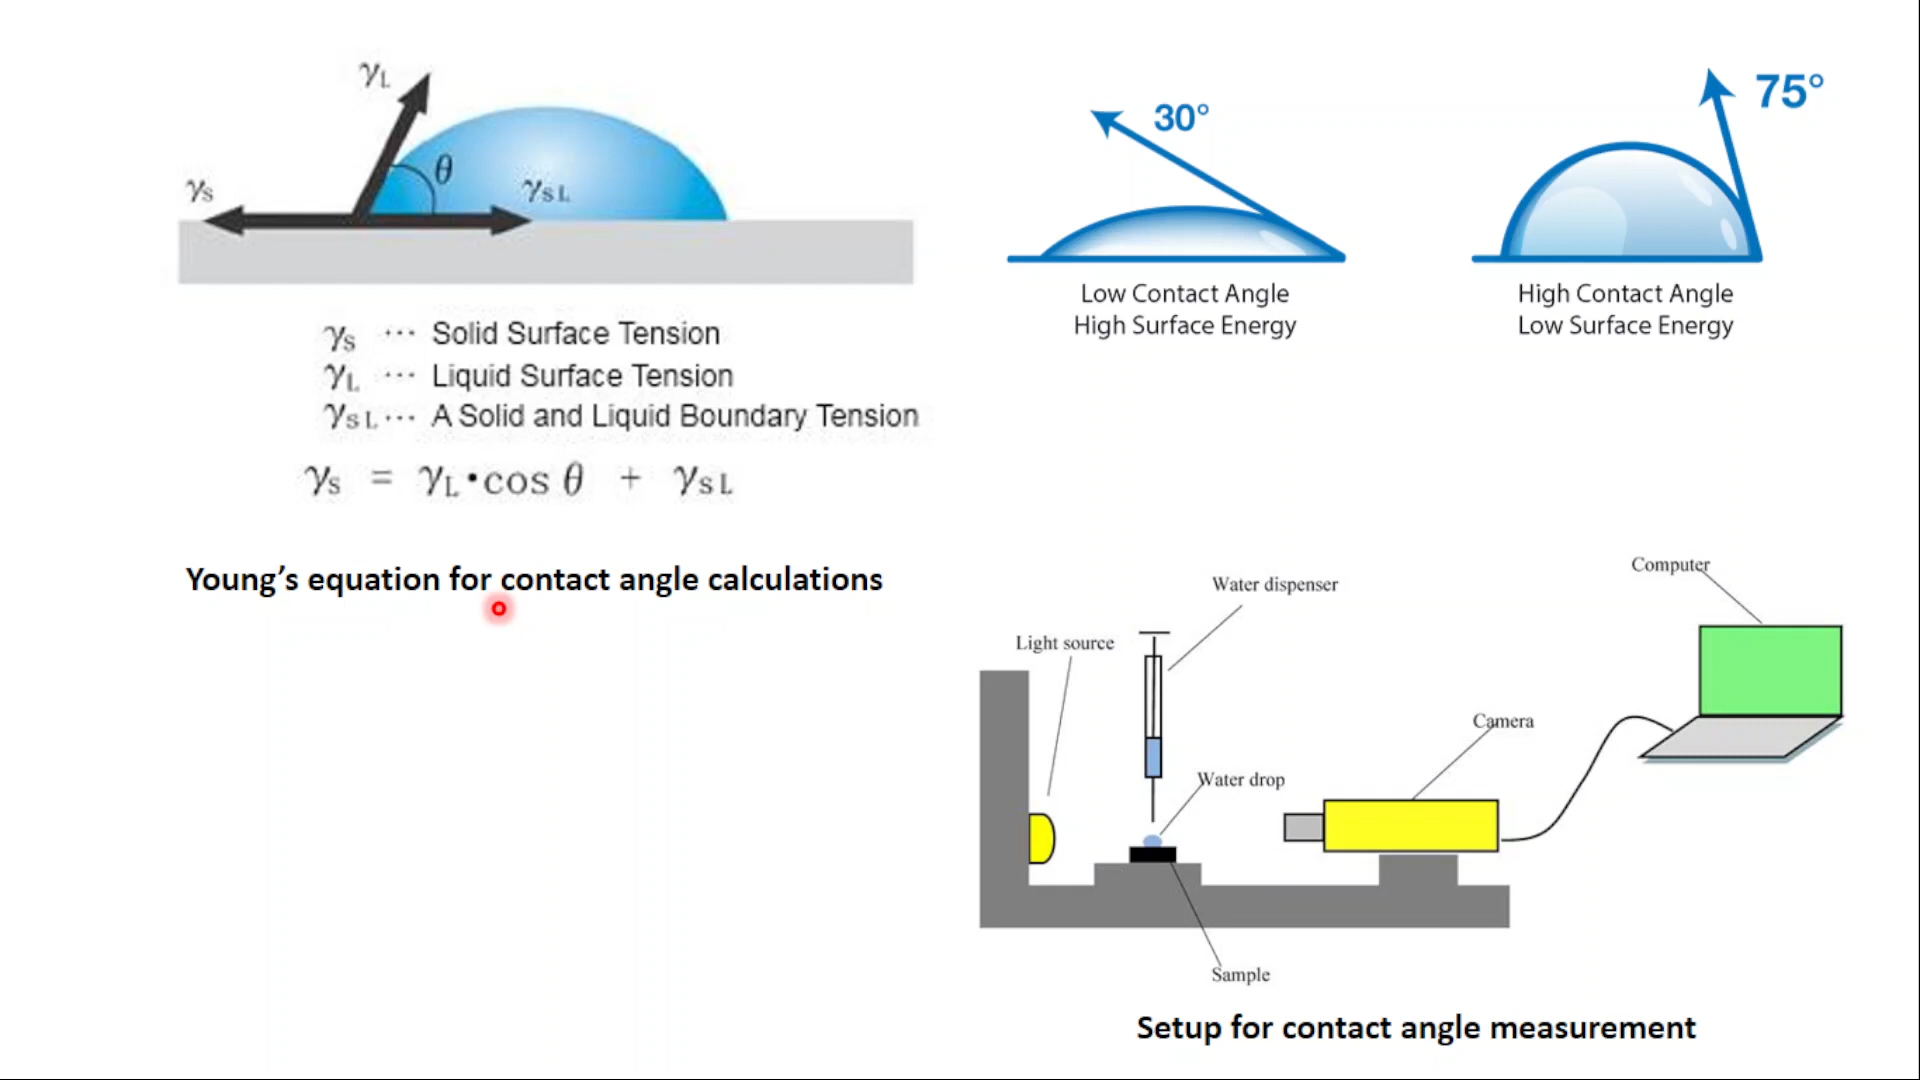 γL
θ
γS
γSL
γS ··· Solid Surface Tension
γL ··· Liquid Surface Tension
γSL ··· A Solid and Liquid Boundary Tension
γS = γL•cos θ + γSL
Young’s equation for contact angle calculations
30°
Low Contact Angle
High Surface Energy
75°
High Contact Angle
Low Surface Energy
Computer
Water dispenser
Light source
Camera
Water drop
Sample
Setup for contact angle measurement